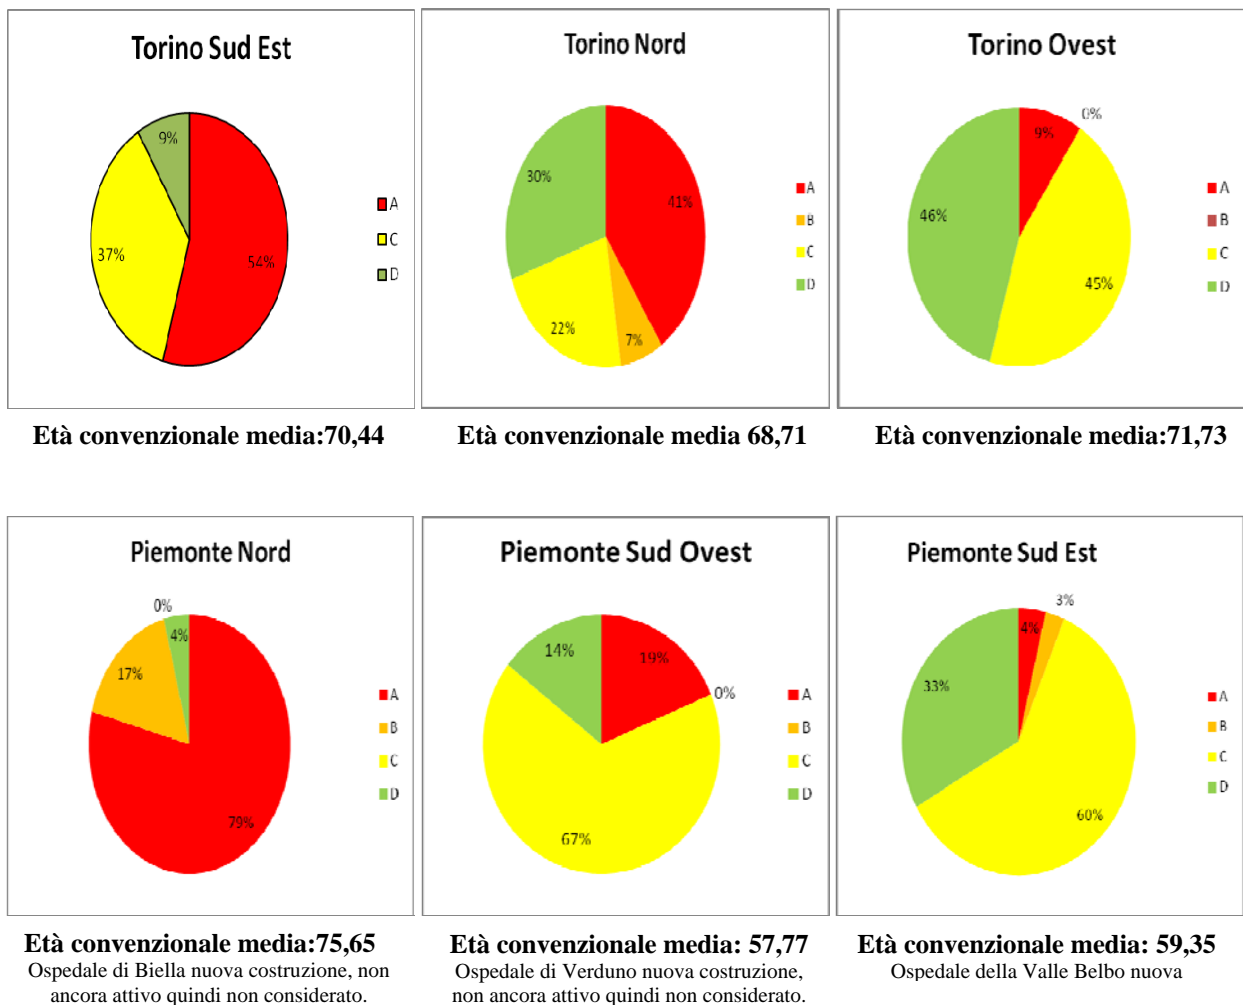 Torino Sud Est
9%
37%
54%
A
C
D
Età convenzionale media:70,44
Torino Nord
30%
41%
22%
7%
A
B
C
D
Età convenzionale media 68,71
Torino Ovest
0%
9%
46%
45%
A
B
C
D
Età convenzionale media:71,73
Piemonte Nord
0%
4%
17%
79%
A
B
C
D
Età convenzionale media:75,65
Ospedale di Biella nuova costruzione, non
ancora attivo quindi non considerato.
Piemonte Sud Ovest
14%
19%
0%
67%
A
B
C
D
Età convenzionale media: 57,77
Ospedale di Verduno nuova costruzione,
non ancora attivo quindi non considerato.
Piemonte Sud Est
3%
4%
33%
60%
A
B
C
D
Età convenzionale media: 59,35
Ospedale della Valle Belbo nuova